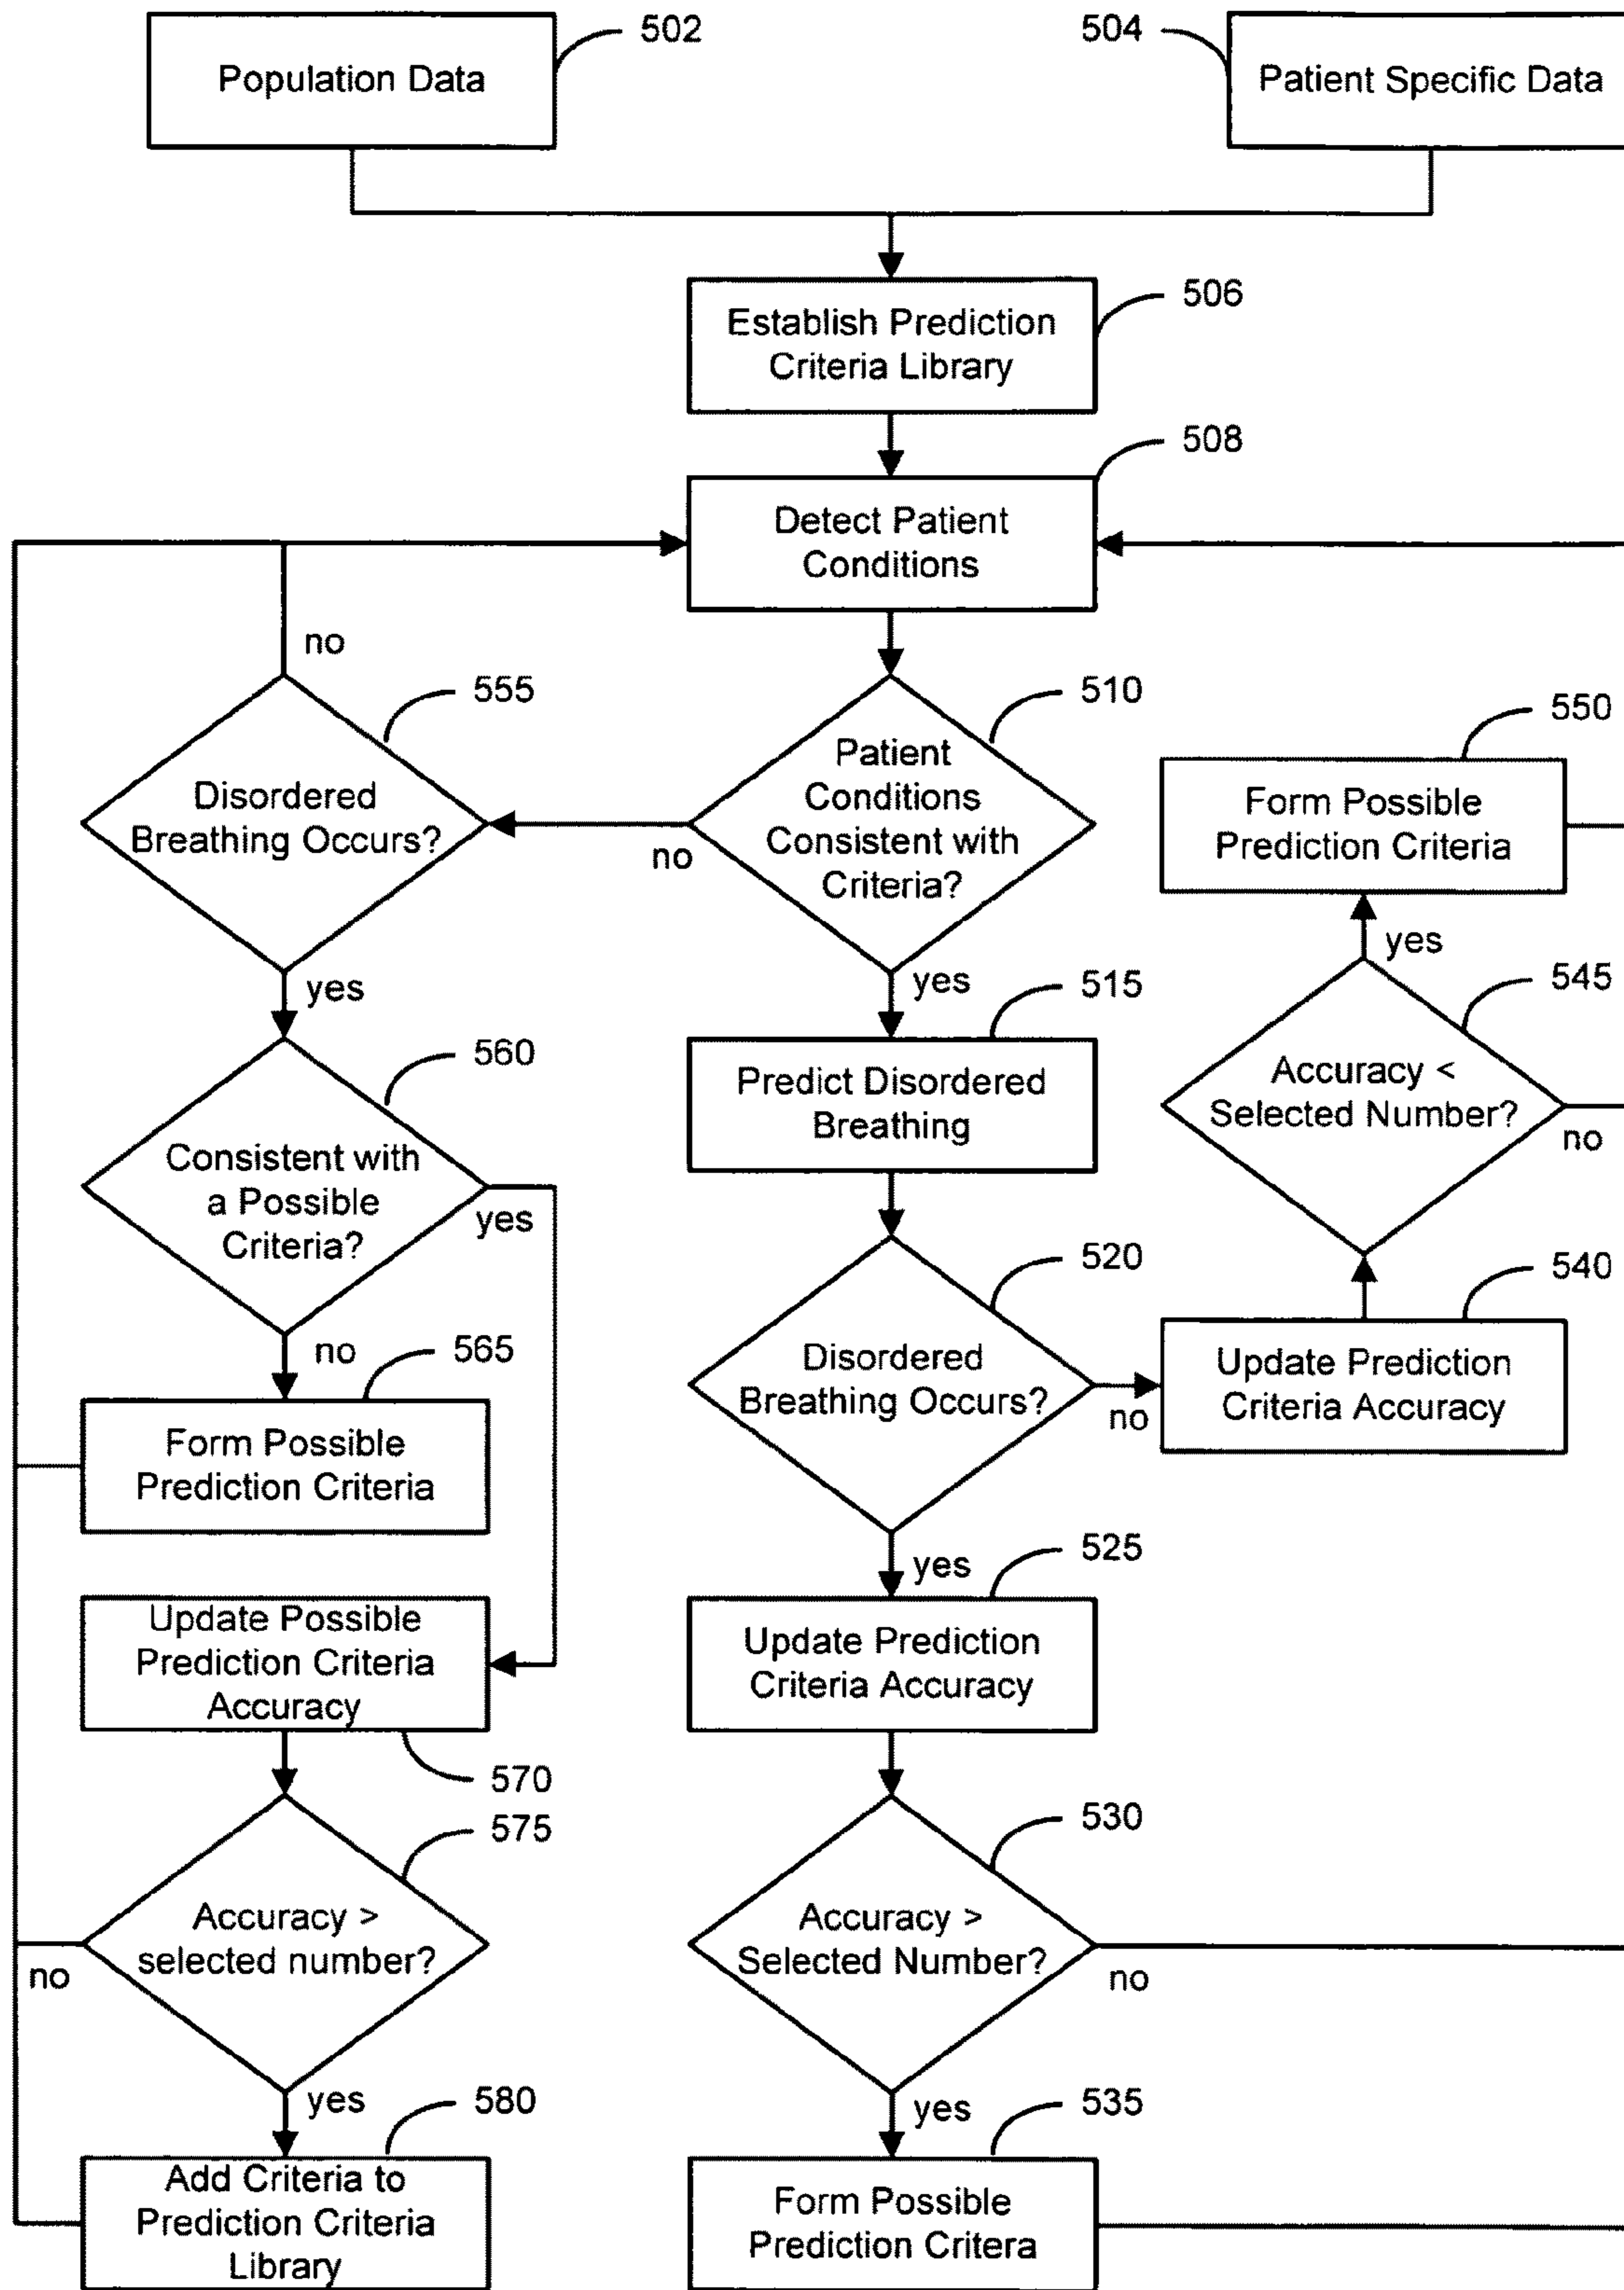 Population Data
502
504
Patient Specific Data
Establish Prediction
Criteria Library
506
Detect Patient
Conditions
508
no
Disordered
Breathing Occurs?
555
Patient
Conditions
Consistent with
Criteria?
510
no
yes
yes
Form Possible
Prediction Criteria
550
yes
Accuracy <
Selected Number?
545
no
Consistent with
a Possible
Criteria?
560
yes
no
Predict Disordered
Breathing
515
Disordered
Breathing Occurs?
520
no
yes
Update Prediction
Criteria Accuracy
540
Form Possible
Prediction Criteria
565
Update Possible
Prediction Criteria
Accuracy
570
Update Prediction
Criteria Accuracy
525
Accuracy >
selected number?
575
no
yes
Accuracy >
Selected Number?
530
no
yes
Add Criteria to
Prediction Criteria
Library
580
Form Possible
Prediction Critera
535